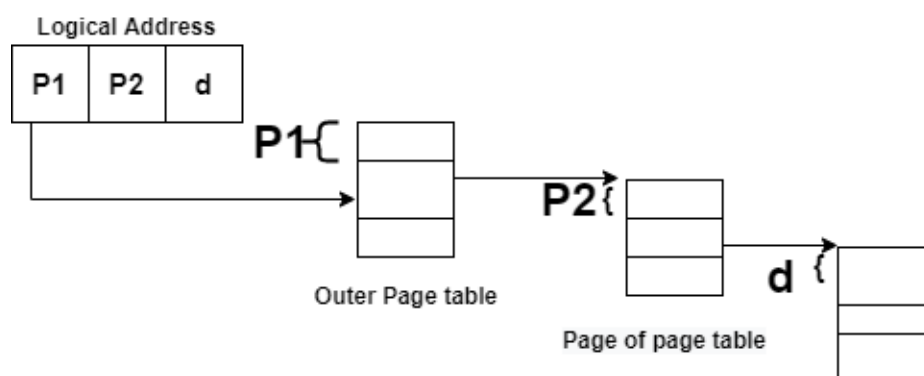 Logical Address
P1 P2 d
P1
P2
d
Outer Page table
Page of page table